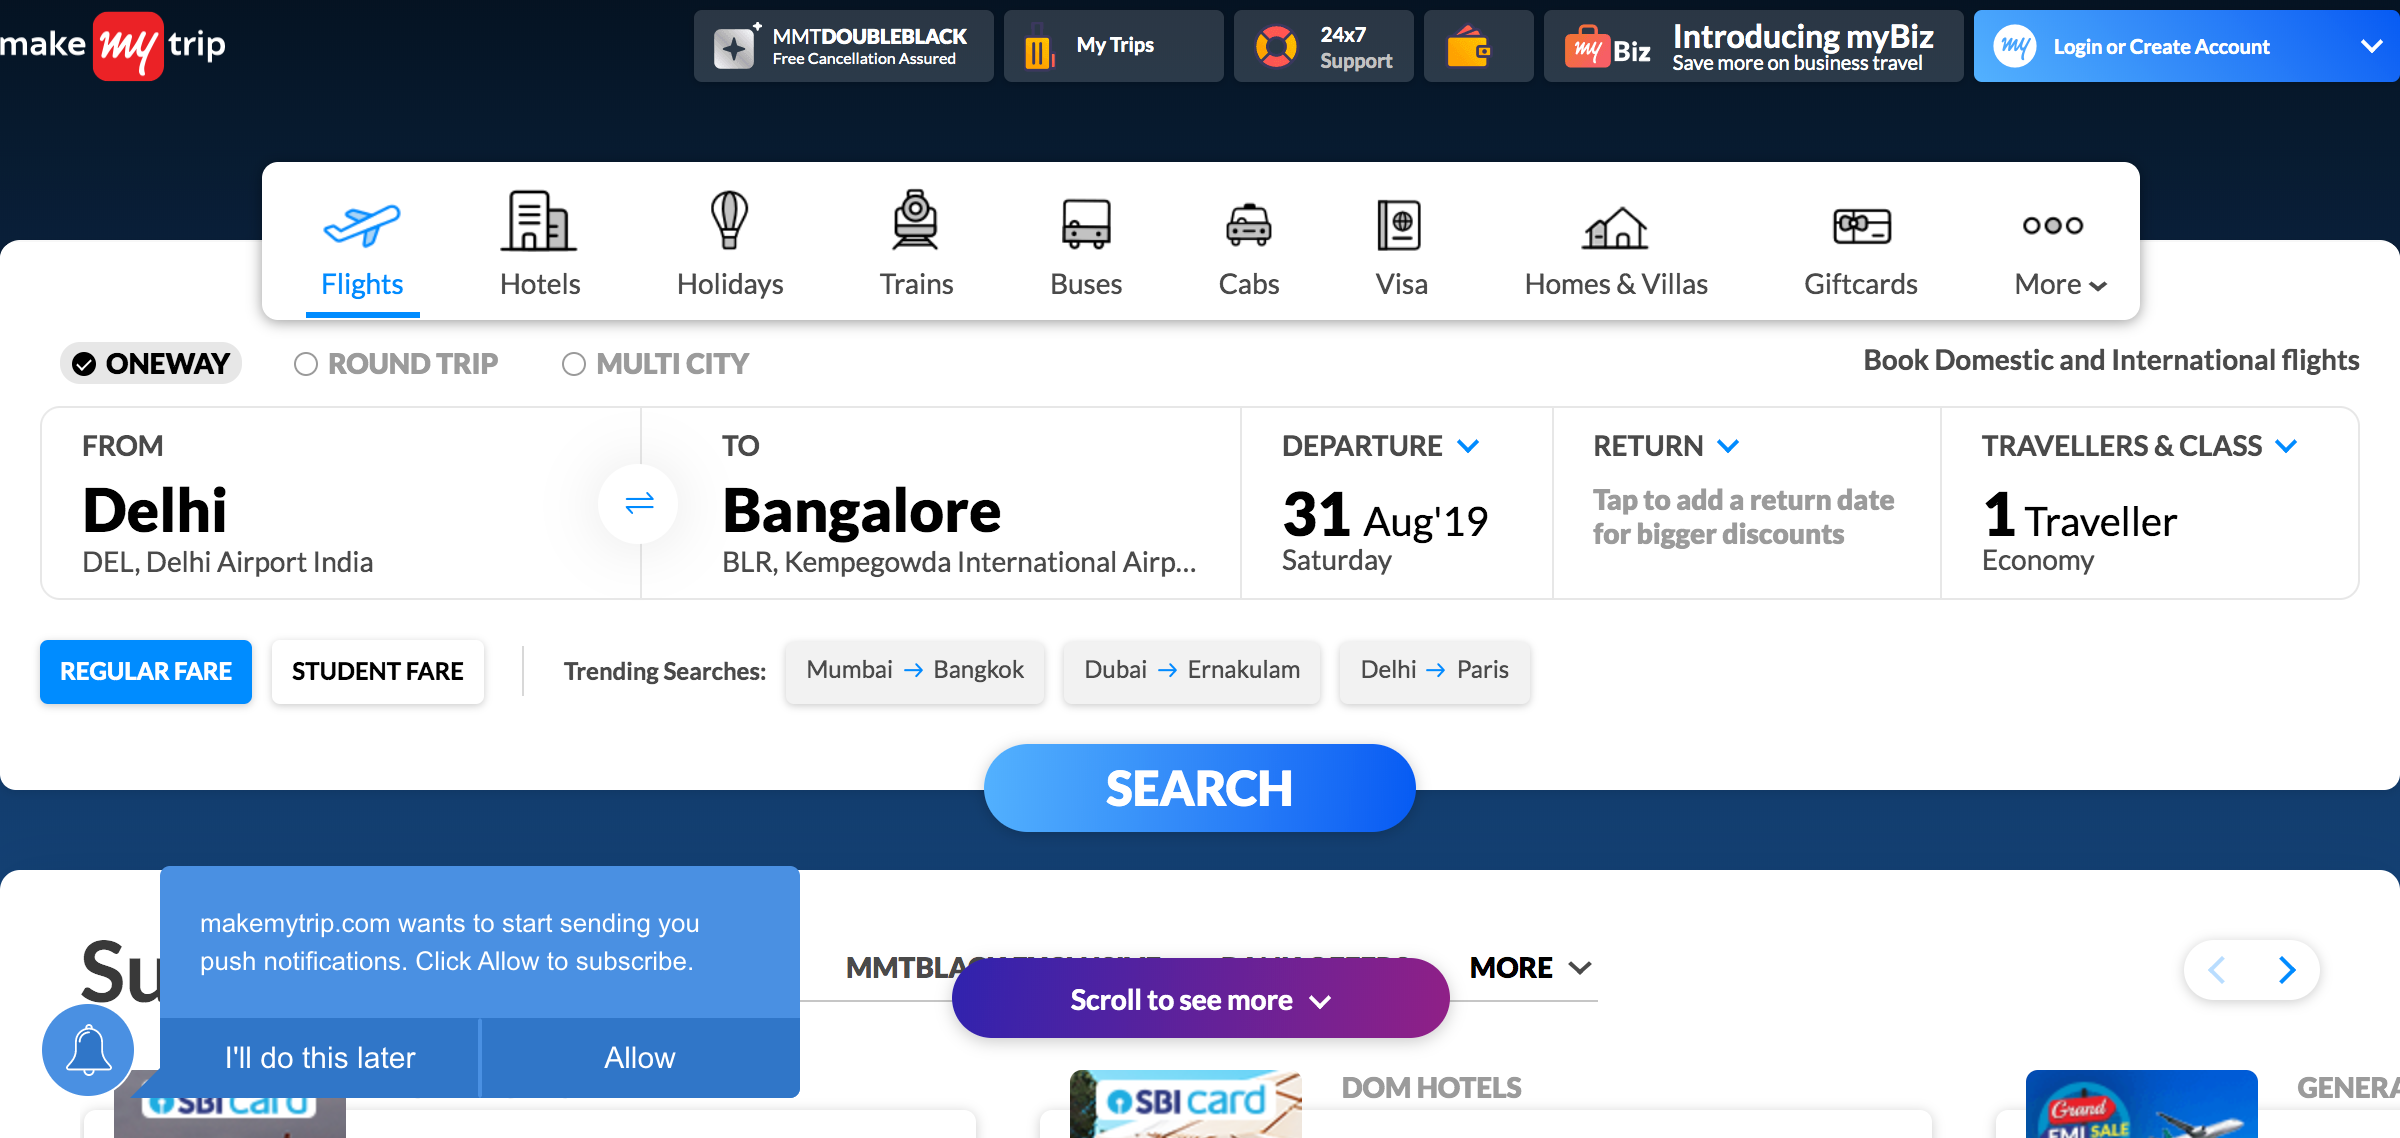 make my trip
MMTDOUBLEBLACK
Free Cancellation Assured
My Trips
24x7
Support
my Biz
Introducing myBiz
Save more on business travel
my
Login or Create Account
Flights
Hotels
Holidays
Trains
Buses
Cabs
Visa
Homes & Villas
Giftcards
More
ONEWAY
ROUND TRIP
MULTI CITY
Book Domestic and International flights
FROM
Delhi
DEL, Delhi Airport India
TO
Bangalore
BLR, Kempegowda International Airp...
DEPARTURE
31 Aug'19
Saturday
RETURN
Tap to add a return date
for bigger discounts
TRAVELLERS & CLASS
1 Traveller
Economy
REGULAR FARE
STUDENT FARE
Trending Searches:
Mumbai → Bangkok
Dubai → Ernakulam
Delhi → Paris
SEARCH
makemytrip.com wants to start sending you
push notifications. Click Allow to subscribe.
I'll do this later
Allow
Su
MORE
Scroll to see more
SBI card
SBI card
DOM HOTELS
Grand
EMI SALE
GENERA